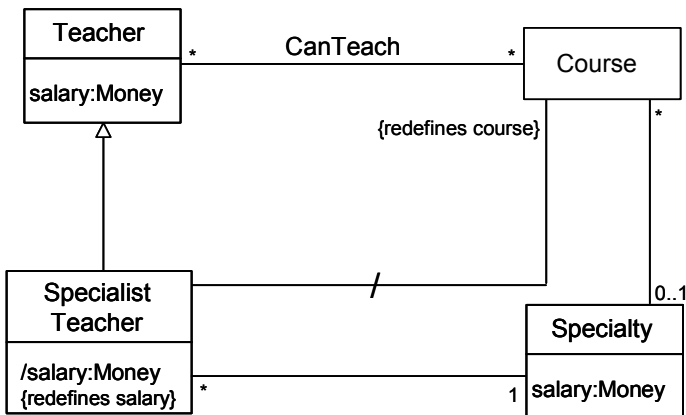 Teacher
salary:Money
*
CanTeach
*
Course
{redefines course}
*
/
Specialist
Teacher
/salary:Money
{redefines salary}
*
0..1
1
Specialty
salary:Money